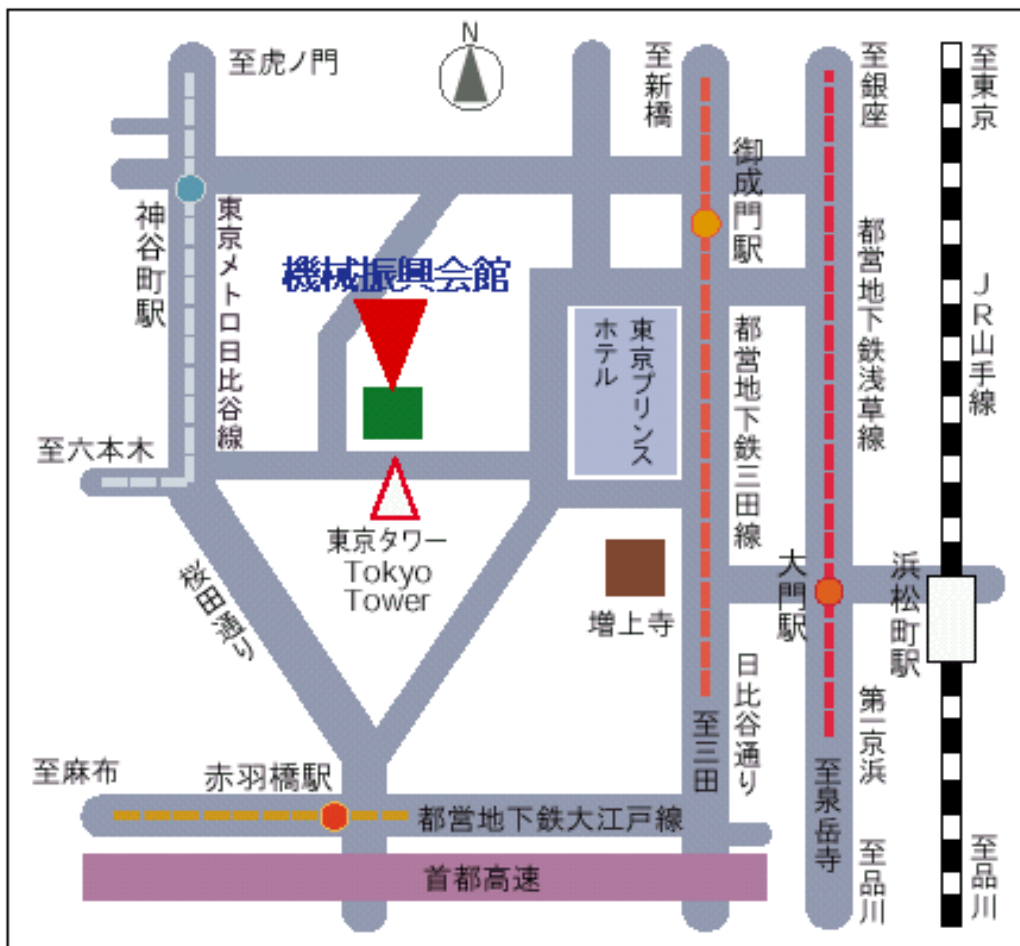 N
至虎ノ門
至新橋
至銀座
至東京
御成門駅
神谷町駅
東京メトロ日比谷線
機械振興会館
都営地下鉄浅草線
JR山手線
東京プリンス
ホテル
都営地下鉄三田線
至六本木
東京タワー
Tokyo
Tower
桜田通り
増上寺
大門駅
浜松町駅
日比谷通り
第一京浜
至三田
至麻布
赤羽橋駅
都営地下鉄大江戸線
至泉岳寺
至品川
至品川
首都高速